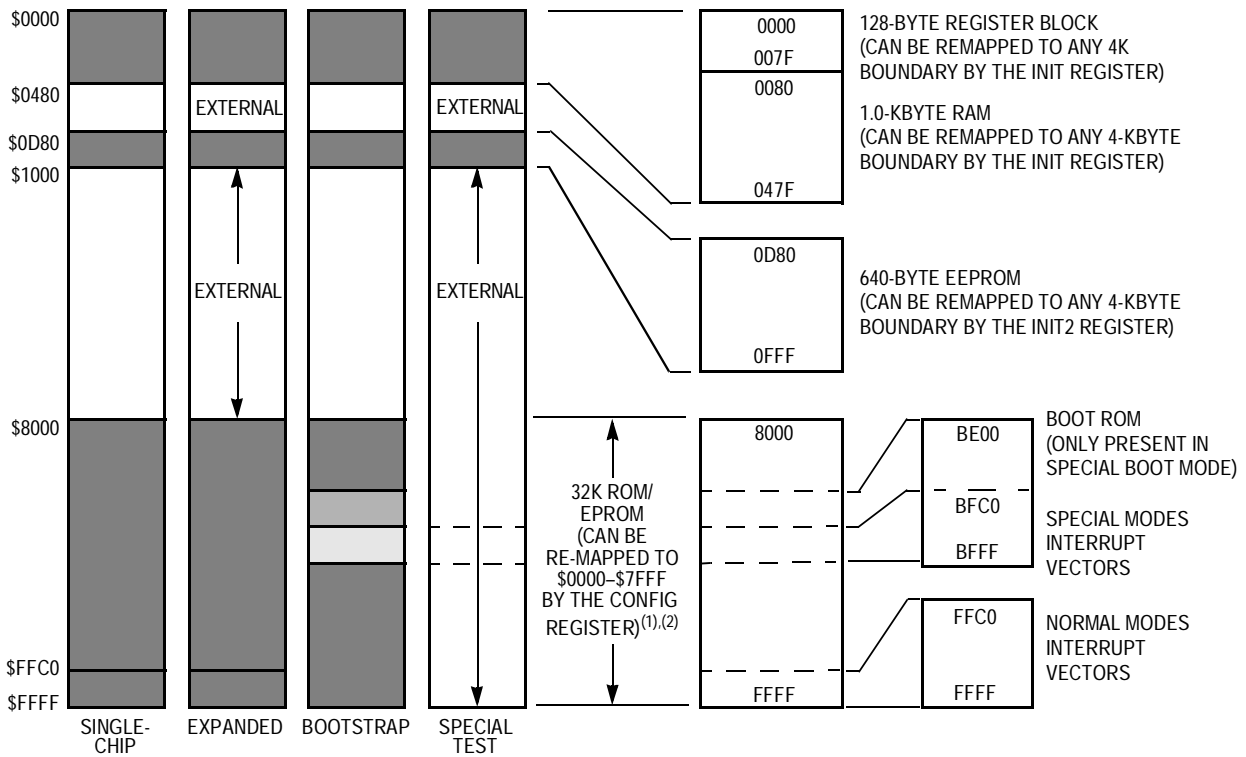 $0000
$0480
$0D80
$1000
$8000
$FFC0
$FFFF
EXTERNAL
EXTERNAL
EXTERNAL
EXTERNAL
SINGLE-
CHIP
EXPANDED
BOOTSTRAP
SPECIAL
TEST
0000
007F
0080
047F
128-BYTE REGISTER BLOCK
(CAN BE REMAPPED TO ANY 4K
BOUNDARY BY THE INIT REGISTER)
1.0-KBYTE RAM
(CAN BE REMAPPED TO ANY 4-KBYTE
BOUNDARY BY THE INIT REGISTER)
0D80
0FFF
640-BYTE EEPROM
(CAN BE REMAPPED TO ANY 4-KBYTE
BOUNDARY BY THE INIT2 REGISTER)
32K ROM/
EPROM
(CAN BE
RE-MAPPED TO
$0000–$7FFF
BY THE CONFIG
REGISTER)(1),(2)
8000
FFFF
BE00
BFC0
BFFF
BOOT ROM
(ONLY PRESENT IN
SPECIAL BOOT MODE)
SPECIAL MODES
INTERRUPT
VECTORS
FFC0
FFFF
NORMAL MODES
INTERRUPT
VECTORS